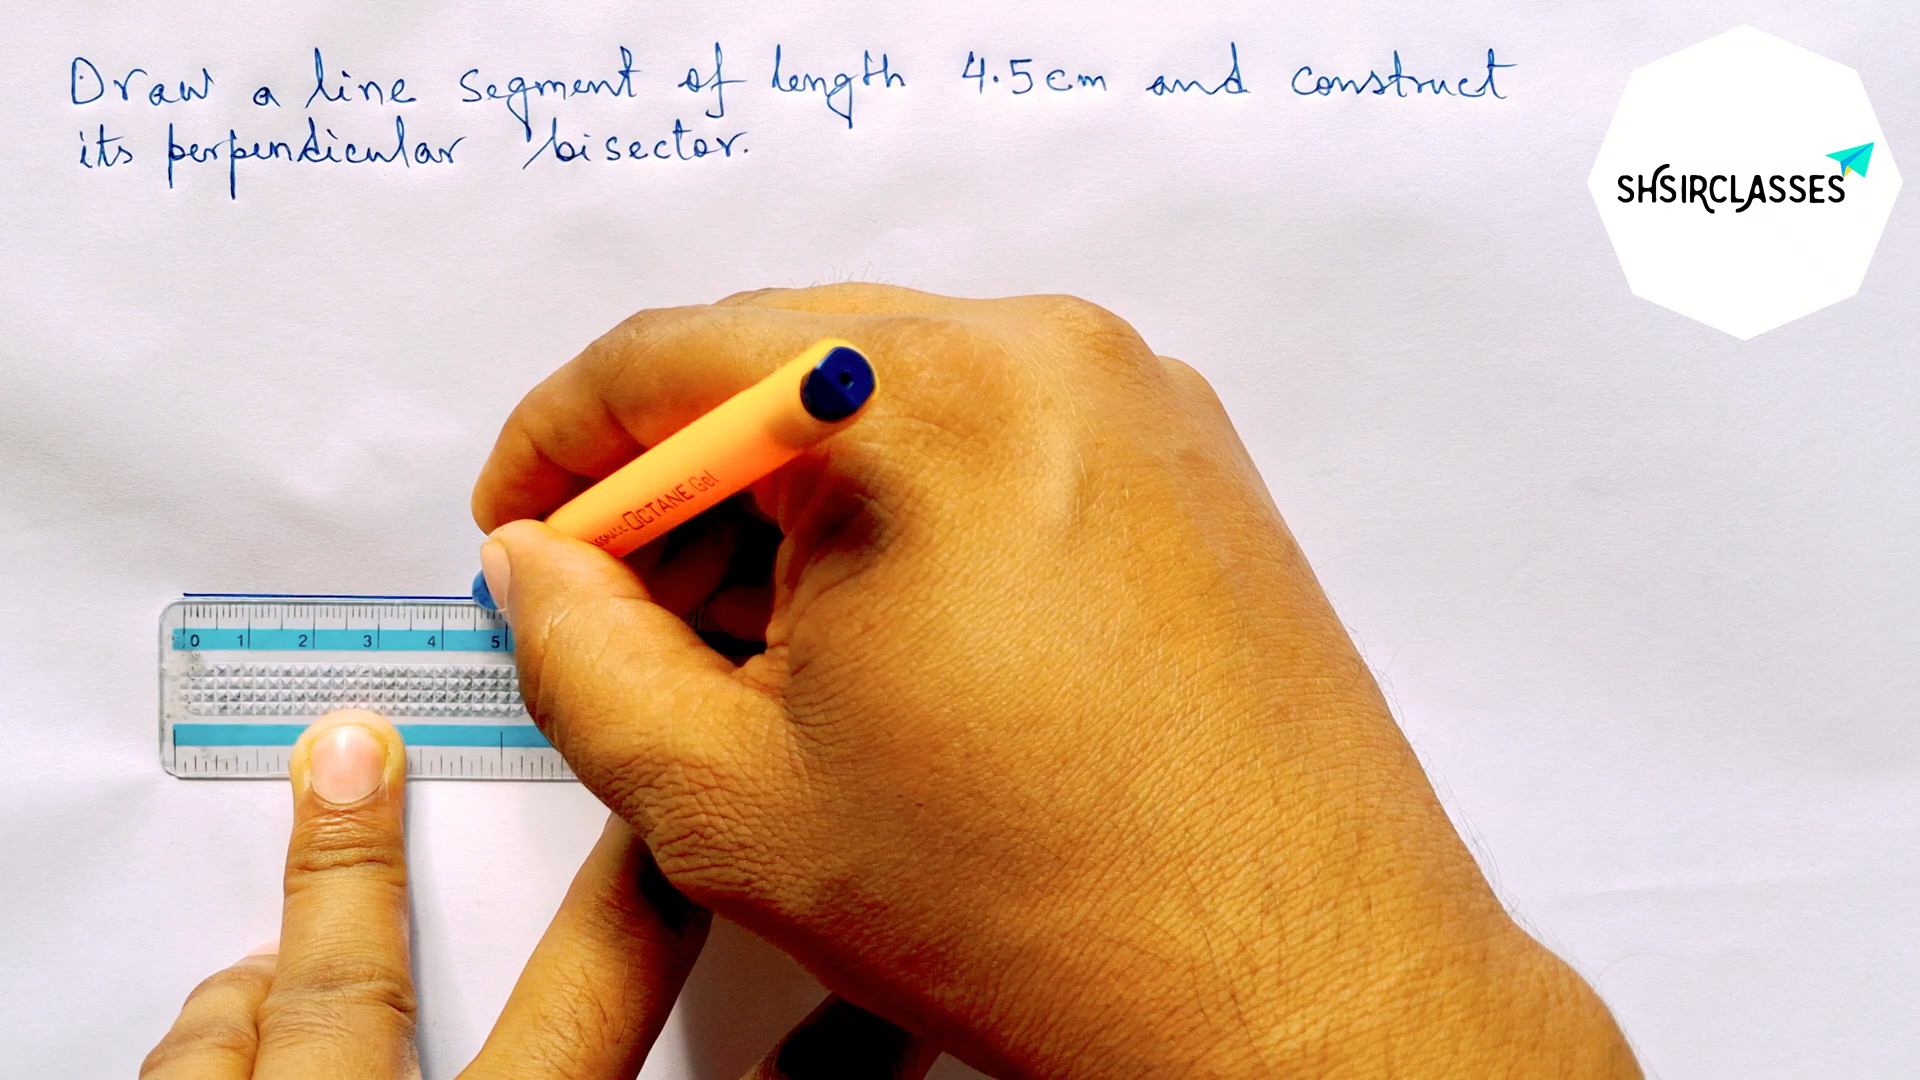 Draw a line segment of length 4.5cm and construct
its perpendicular bisector.
SHSIRCLASSES
OCTANE Gel
0 1 2 3 4 5